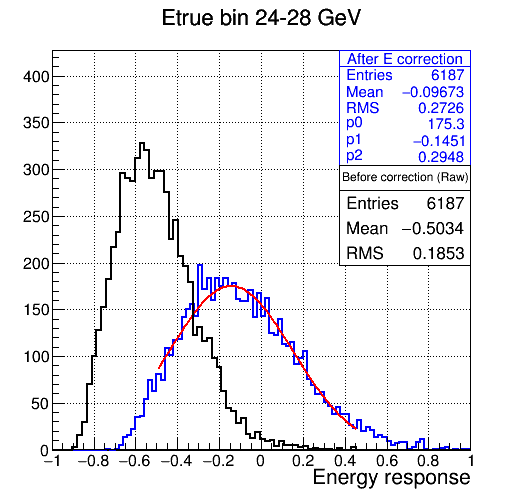 Etrue bin 24-28 GeV
After E correction
Entries 6187
Mean −0.09673
RMS 0.2726
p0 175.3
p1 −0.1451
p2 0.2948
Before correction (Raw)
Entries 6187
Mean −0.5034
RMS 0.1853
400
350
300
250
200
150
100
50
0
−1 −0.8 −0.6 −0.4 −0.2 0 0.2 0.4 0.6 0.8 1
Energy response